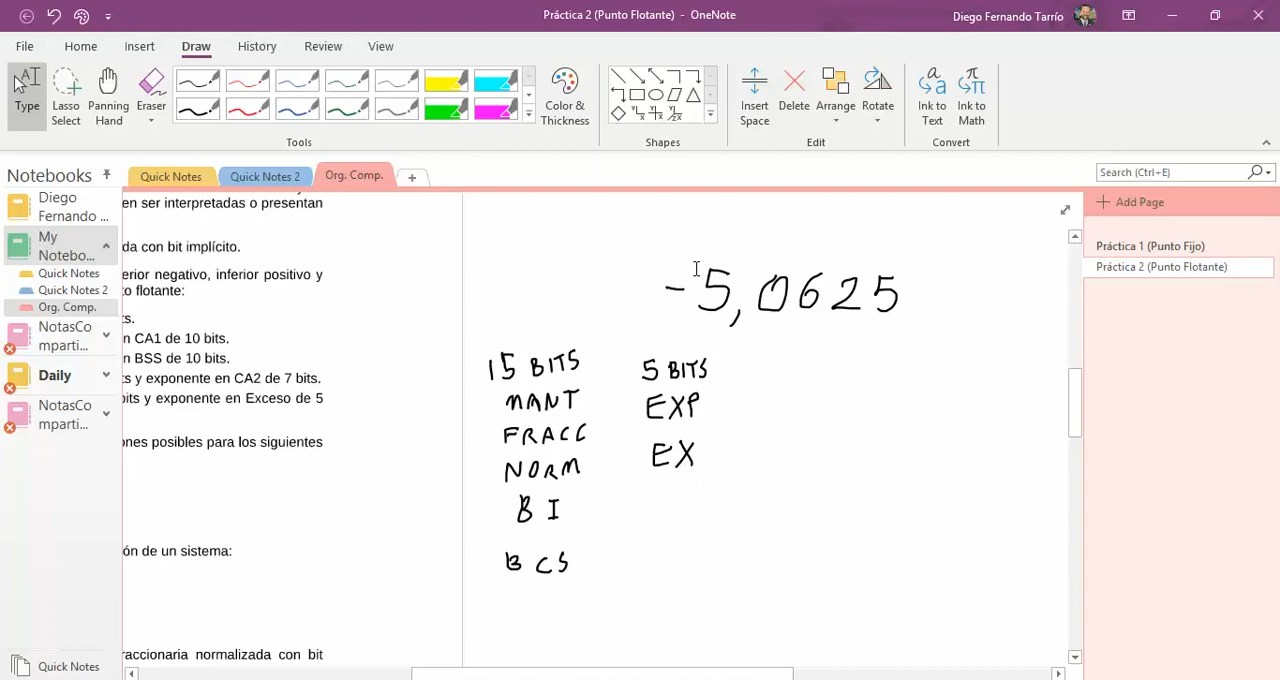 Práctica 2 (Punto Flotante) - OneNote
Diego Fernando Tarrío
File Home Insert Draw History Review View
Type
Lasso Select
Panning Hand
Eraser
Color & Thickness
Insert Space
Delete
Arrange
Rotate
Ink to Text
Ink to Math
Tools
Shapes
Edit
Convert
Notebooks
Quick Notes
Quick Notes 2
Org. Comp.
Search (Ctrl+E)
Diego
Fernando ...
My
Notebo...
Quick Notes
Quick Notes 2
Org. Comp.
NotasCo
mparti...
Daily
NotasCo
mparti...
Quick Notes
en ser interpretadas o presentan
da con bit implícito.
erior negativo, inferior positivo y
to flotante:
ts.
en CA1 de 10 bits.
en BSS de 10 bits.
ts y exponente en CA2 de 7 bits.
bits y exponente en Exceso de 5
ones posibles para los siguientes
ón de un sistema:
raccionaria normalizada con bit
-5,0625
15 BITS
MANT
FRACC
NORM
B I
B C S
5 BITS
EXP
EX
Add Page
Práctica 1 (Punto Fijo)
Práctica 2 (Punto Flotante)